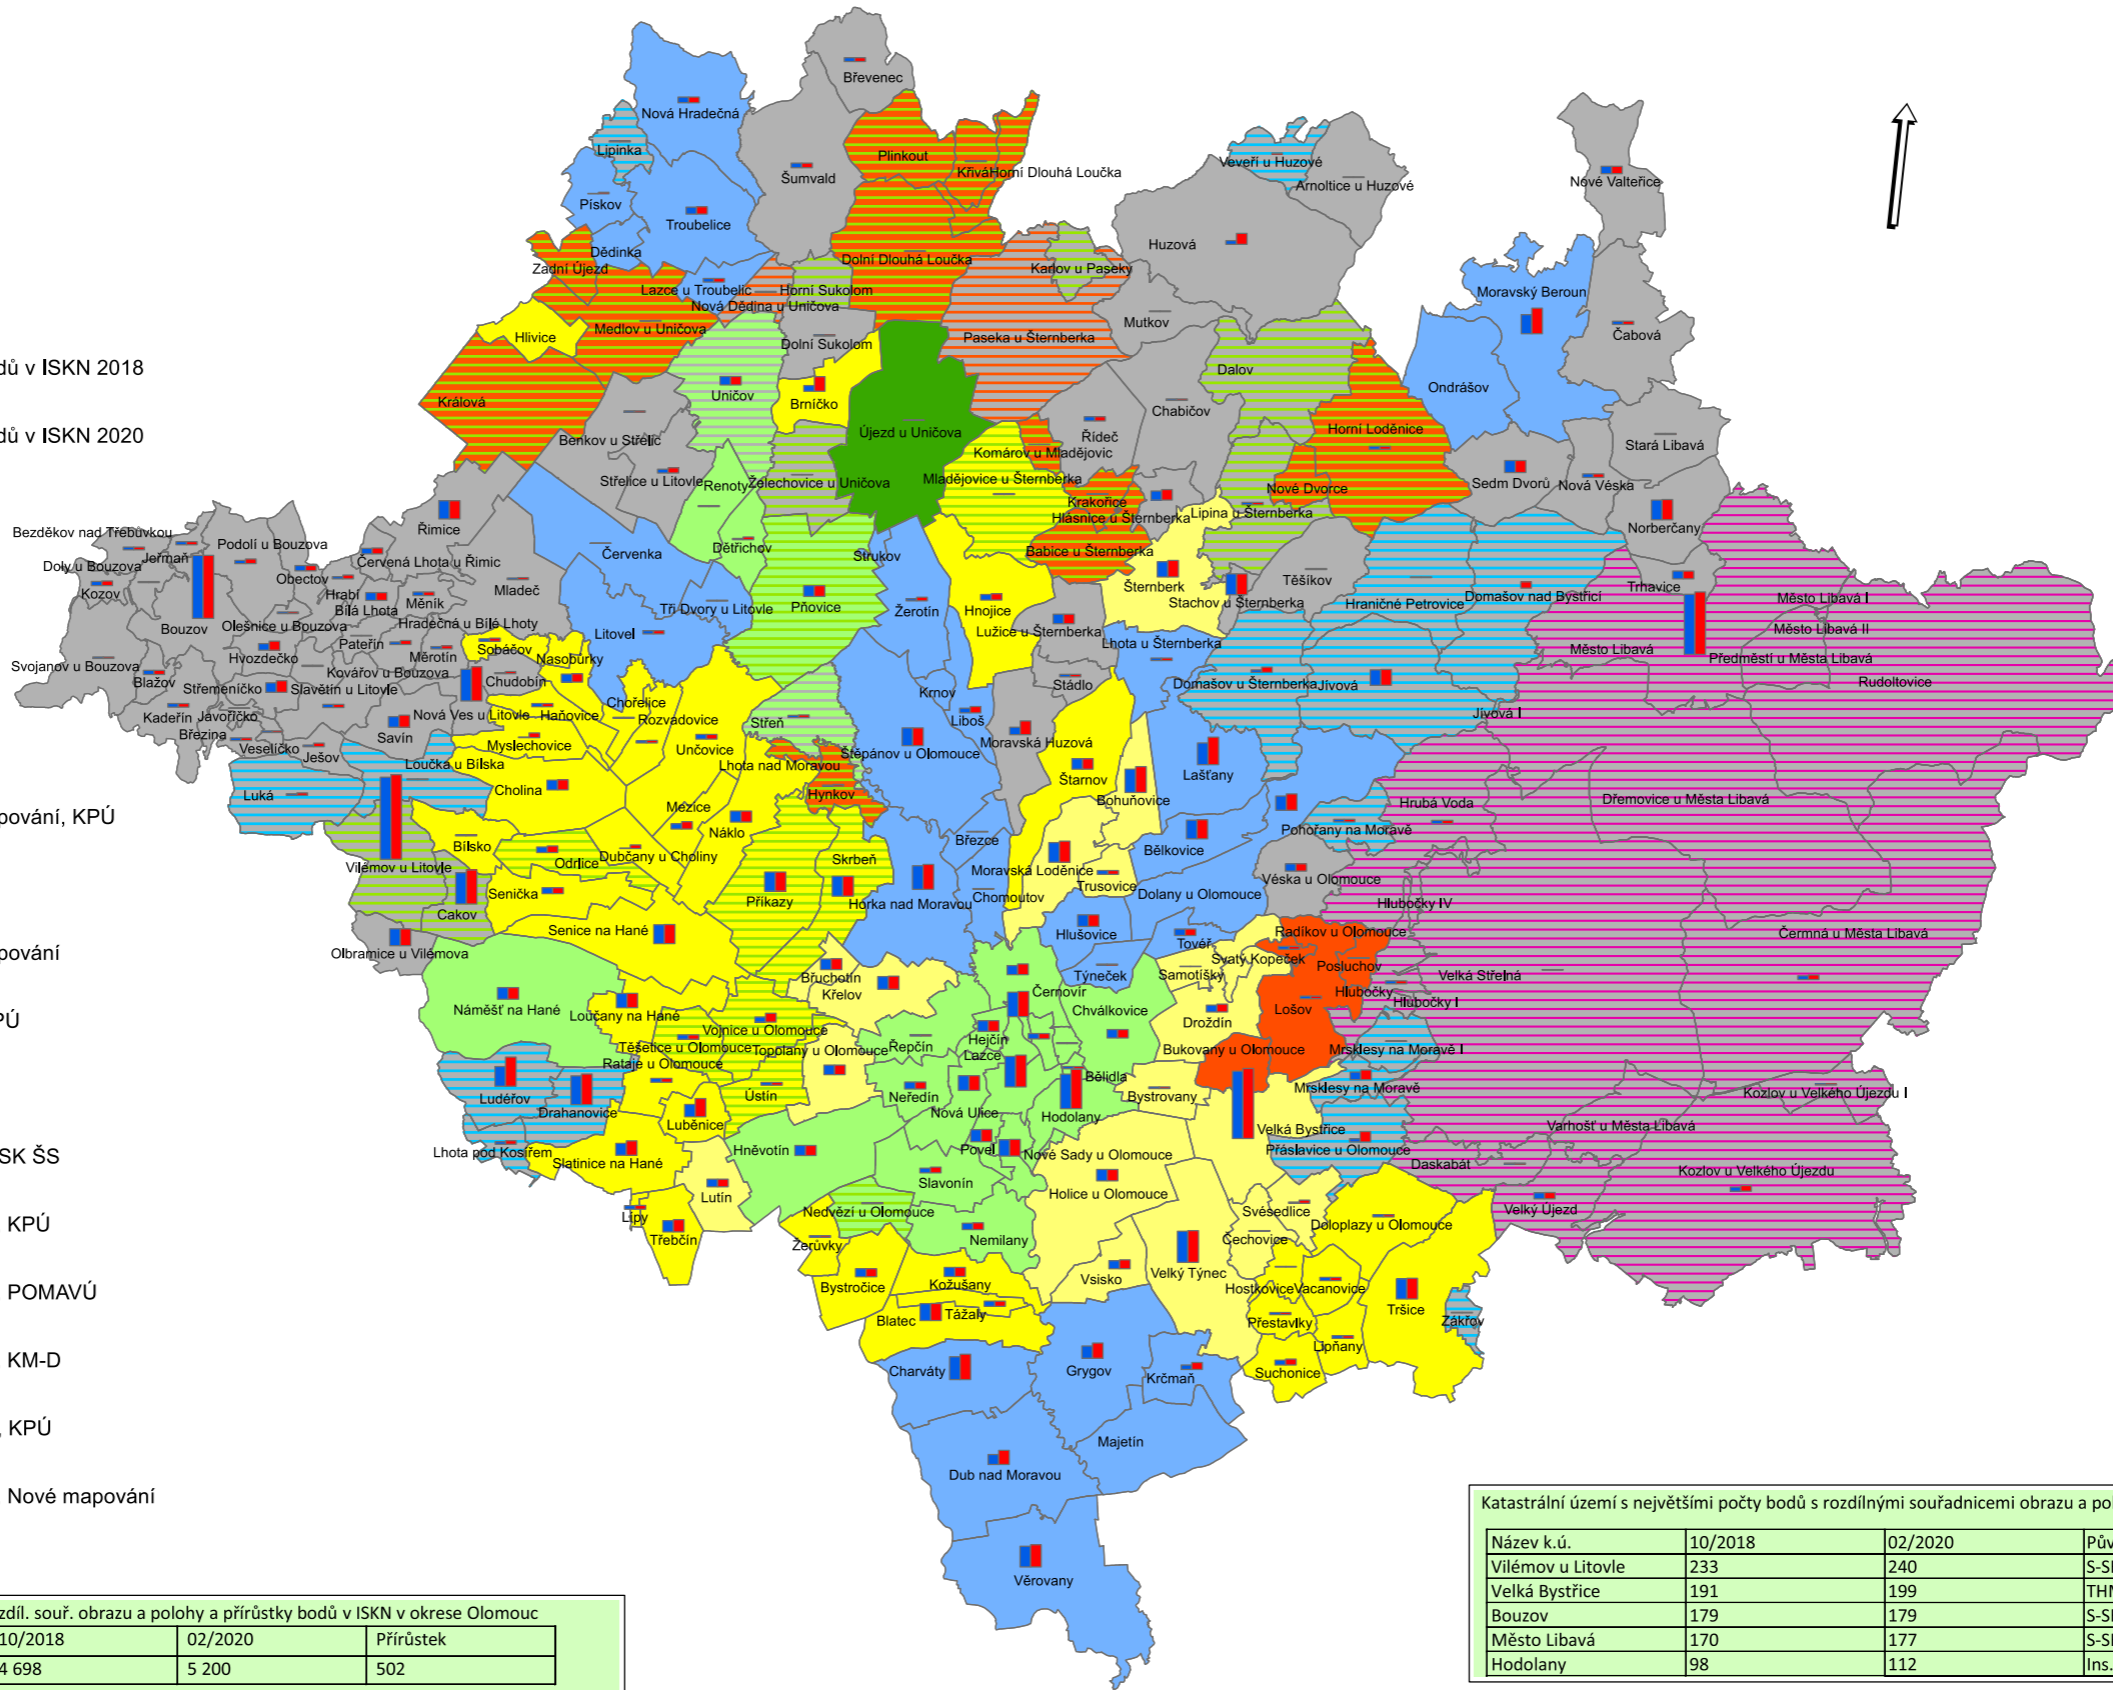 Břevenec
Nová Hradečná
Lipinka
Plinkout
Šumvald
Křivá
Horní Dlouhá Loučka
Veveří u Huzové
Arnoltice u Huzové
Nové Valteřice
Pískov
Troubelice
Huzová
Dědinka
Dolní Dlouhá Loučka
Zadní Újezd
Karlov u Paseky
Lazce u Troubelic
Horní Sukolom
Nová Dědina u Uničova
Moravský Beroun
Medlov u Uničova
Mutkov
Hlivice
Dolní Sukolom
Paseka u Šternberka
Čabová
dů v ISKN 2018
Dalov
Ondrášov
Uničov
Králová
Brníčko
Chabičov
Horní Loděnice
dů v ISKN 2020
Újezd u Uničova
Řídeč
Benkov u Střelic
Komárov u Mladějovic
Stará Libavá
Střelice u Litovle
Renoty
Želechovice u Uničova
Mladějovice u Šternberka
Sedm Dvorů
Nová Véska
Nové Dvorce
Krakořice
Hlásnice u Šternberka
Lipina u Šternberka
Řimice
Norberčany
Bezděkov nad Třebůvkou
Podolí u Bouzova
Jeřmaň
Dětřichov
Strukov
Babice u Šternberka
Červenka
Červená Lhota u Řimic
Doly u Bouzova
Obectov
Kozov
Hrabí
Mladeč
Šternberk
Těšíkov
Trhavice
Domašov nad Bystřicí
Město Libavá I
Bílá Lhota
Měník
Tři Dvory u Litovle
Pňovice
Žerotín
Hnojice
Stachov u Šternberka
Hraničné Petrovice
Bouzov
Olešnice u Bouzova
Hradečná u Bílé Lhoty
Litovel
Lužice u Šternberka
Město Libavá II
Pateřín
Sobáčov
Lhota u Šternberka
Město Libavá
Předměstí u Města Libavá
Hvozdečko
Měrotín
Nasobůrky
Svojanov u Bouzova
Kovářov u Bouzova
Blažov
Chudobín
Stádlo
Domašov u Šternberka
Jívová
Rudoltovice
Střemeníčko
Slavětín u Litovle
Krnov
Chořelice
Kadeřín
Javoříčko
Nová Ves u Litovle
Haňovice
Rozvadovice
Střeň
Liboš
Jívová I
Březina
Savín
Veselíčko
Myslechovice
Unčovice
Štěpánov u Olomouce
Moravská Huzová
Ješov
Loučka u Bílska
Lhota nad Moravou
Lašťany
Štarnov
Luká
Cholina
Hynkov
Bohuňovice
Mezice
Hrubá Voda
Dřemovice u Města Libavá
pování, KPÚ
Náklo
Pohořany na Moravě
Bílsko
Březce
Bělkovice
Vilémov u Litovle
Odrlice
Dubčany u Choliny
Skrbeň
Moravská Loděnice
Véska u Olomouce
Trusovice
Senička
Příkazy
Horka nad Moravou
Chomoutov
Dolany u Olomouce
Hlubočky IV
Cakov
Senice na Hané
Hlušovice
Radíkov u Olomouce
Čermná u Města Libavá
pování
Olbramice u Vilémova
Tovéř
Svatý Kopeček
Posluchov
Týneček
Samotišky
Velká Střelná
Bruchotín
Křelov
Černovír
Hlubočky
Hlubočky I
Náměšť na Hané
Loučany na Hané
Chválkovice
Lošov
PÚ
Droždín
Vojnice u Olomouce
Hejčín
Řepčín
Těšetice u Olomouce
Topolany u Olomouce
Lazce
Bukovany u Olomouce
Mrsklesy na Moravě I
Rataje u Olomouce
Bělidla
Mrsklesy na Moravě
Ludéřov
Ústín
Neředín
Bystrovany
Kozlov u Velkého Újezdu I
Drahanovice
Nová Ulice
Hodolany
Luběnice
Velká Bystřice
Varhošť u Města Libavá
Lhota pod Kosířem
Hněvotín
Povel
Nové Sady u Olomouce
Přáslavice u Olomouce
SK ŠS
Slatinice na Hané
Daskabát
Kozlov u Velkého Újezdu
Slavonín
Holice u Olomouce
Lutín
Nedvězí u Olomouce
Svésedlice
Velký Újezd
Lípy
Doloplazy u Olomouce
KPÚ
Třebčín
Žerůvky
Nemilany
Čechovice
Velký Týnec
Vsisko
Bystročice
Kožušany
Hostkovice
Vacanovice
POMAVÚ
Tršice
Blatec
Tážaly
Přestavlky
Zákřov
Lipňany
KM-D
Charváty
Grygov
Krčmaň
Suchonice
, KPÚ
Majetín
Dub nad Moravou
Nové mapování
Věrovany
Katastrální území s největšími počty bodů s rozdílnými souřadnicemi obrazu a po
Název k.ú. 10/2018 02/2020 Pův
Vilémov u Litovle 233 240
Velká Bystřice 191 199
Bouzov 179 179
Město Libavá 170 177
Hodolany 98 112 Ins.
zdíl. souř. obrazu a polohy a přírůstky bodů v ISKN v okrese Olomouc
10/2018 02/2020 Přírůstek
4 698 5 200 502